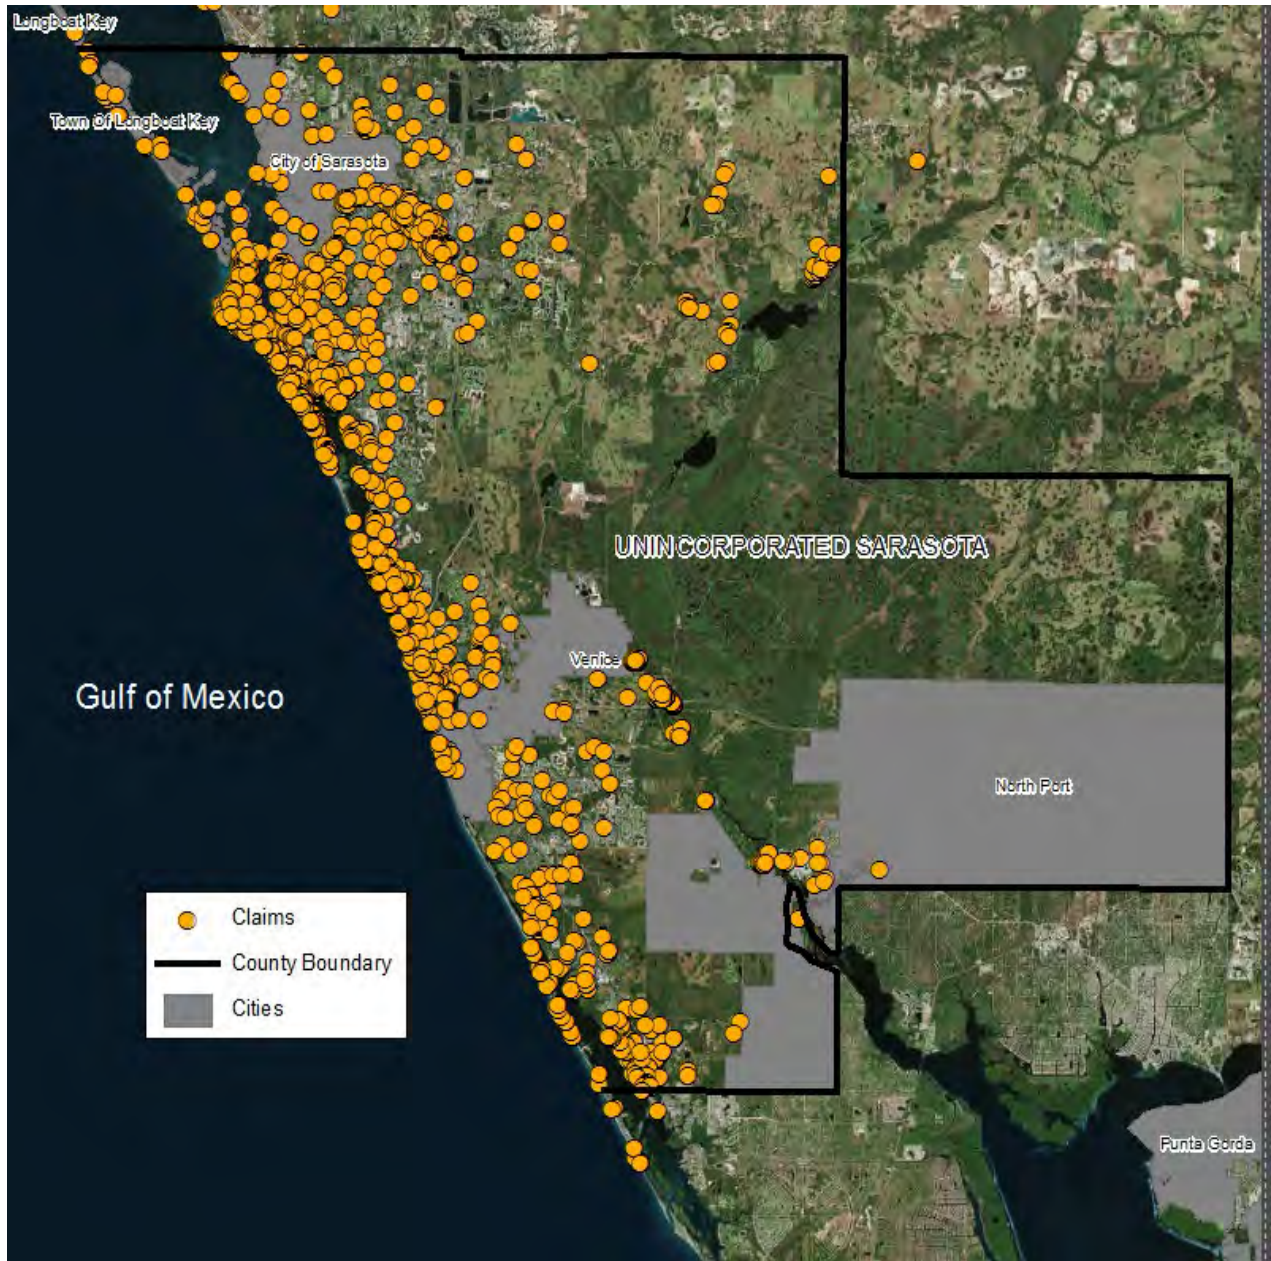 Longboat Key
Town Of Longboat Key
City of Sarasota
UNINCORPORATED SARASOTA
Venice
Gulf of Mexico
North Port
Claims
County Boundary
Cities
Punta Gorda